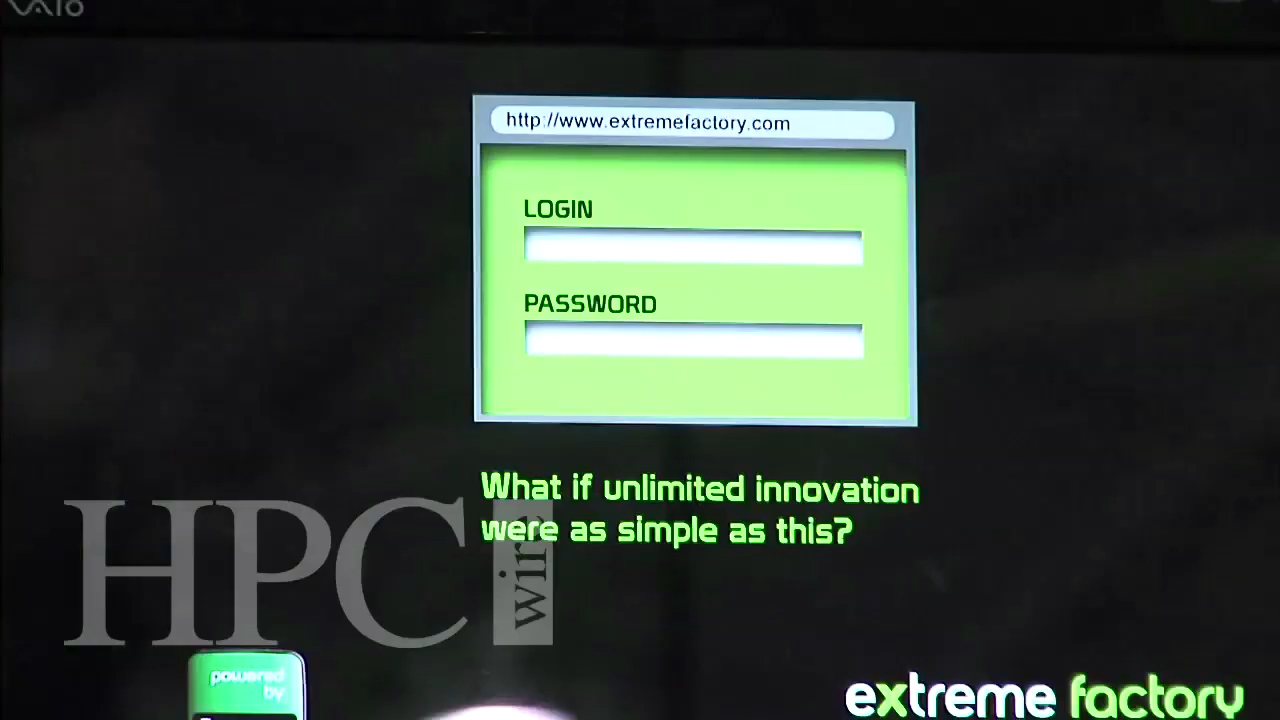 VAIO
http://www.extremefactory.com
LOGIN
PASSWORD
What if unlimited innovation
were as simple as this?
HPC
wire
powered
by
extreme factory